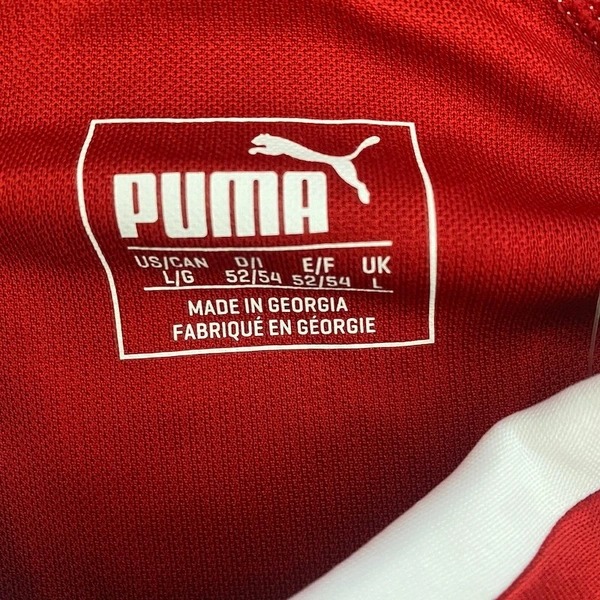 PUMA
US/CAN D/I E/F UK
L/G 52/54 52/54 L
MADE IN GEORGIA
FABRIQUÉ EN GÉORGIE